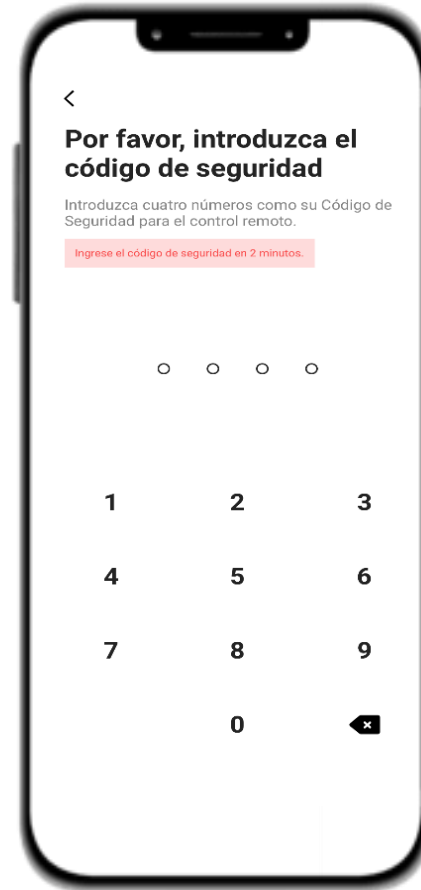 Por favor, introduzca el
código de seguridad
Introduzca cuatro números como su Código de
Seguridad para el control remoto.
Ingrese el código de seguridad en 2 minutos.
1 2 3
4 5 6
7 8 9
0